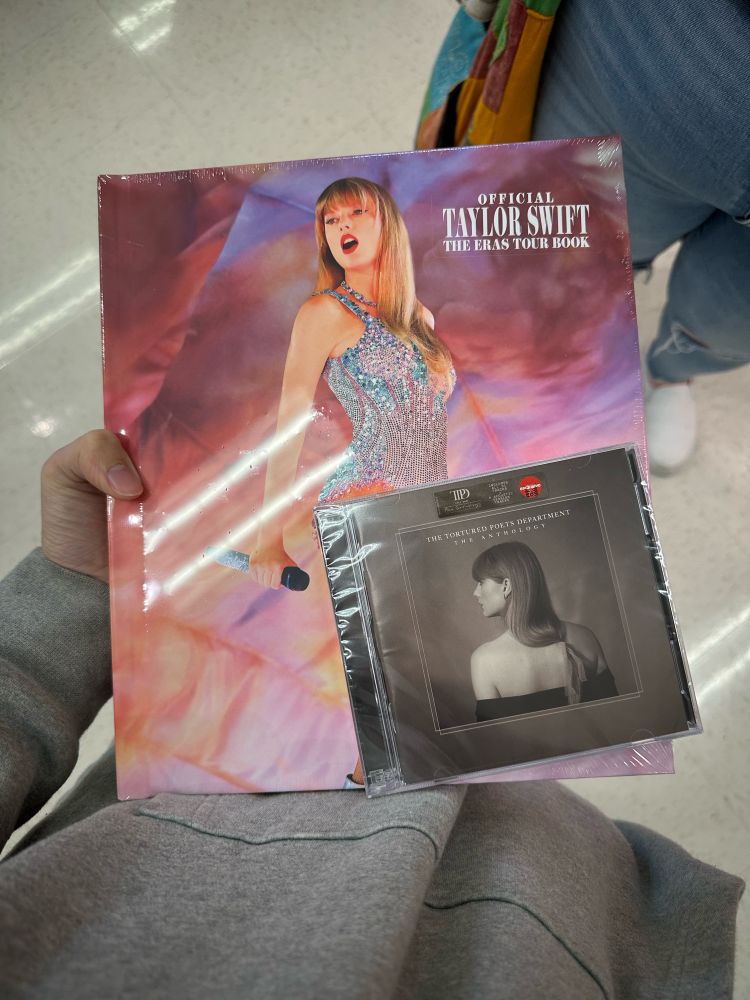 OFFICIAL
TAYLOR SWIFT
THE ERAS TOUR BOOK
THE TORTURED POETS DEPARTMENT
THE ANTHOLOGY